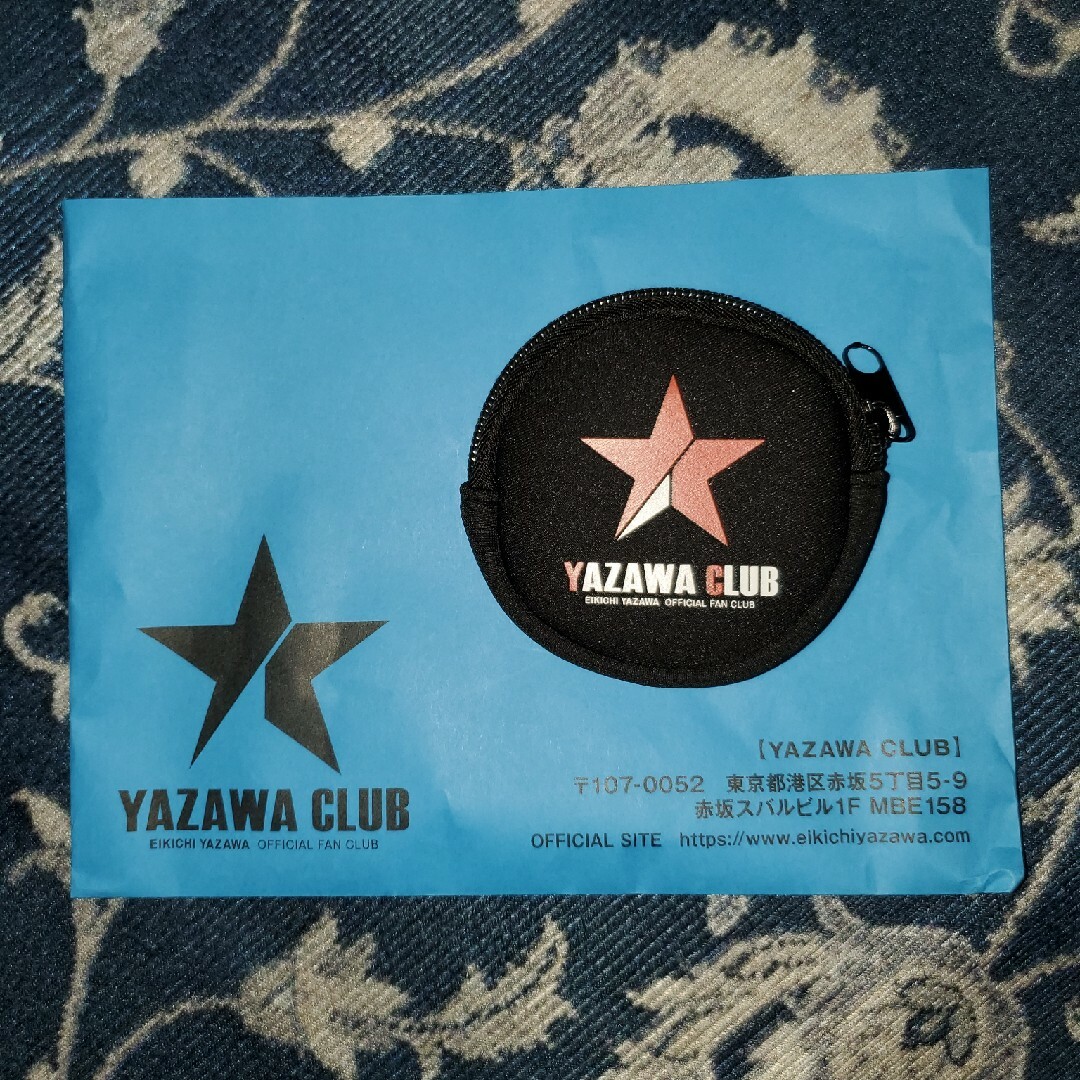 YAZAWA CLUB
EIKICHI YAZAWA OFFICIAL FAN CLUB
YAZAWA CLUB
EIKICHI YAZAWA OFFICIAL FAN CLUB
【YAZAWA CLUB】
〒107-0052 東京都港区赤坂5丁目5-9
赤坂スバルビル1F MBE158
OFFICIAL SITE https://www.eikichiyazawa.com